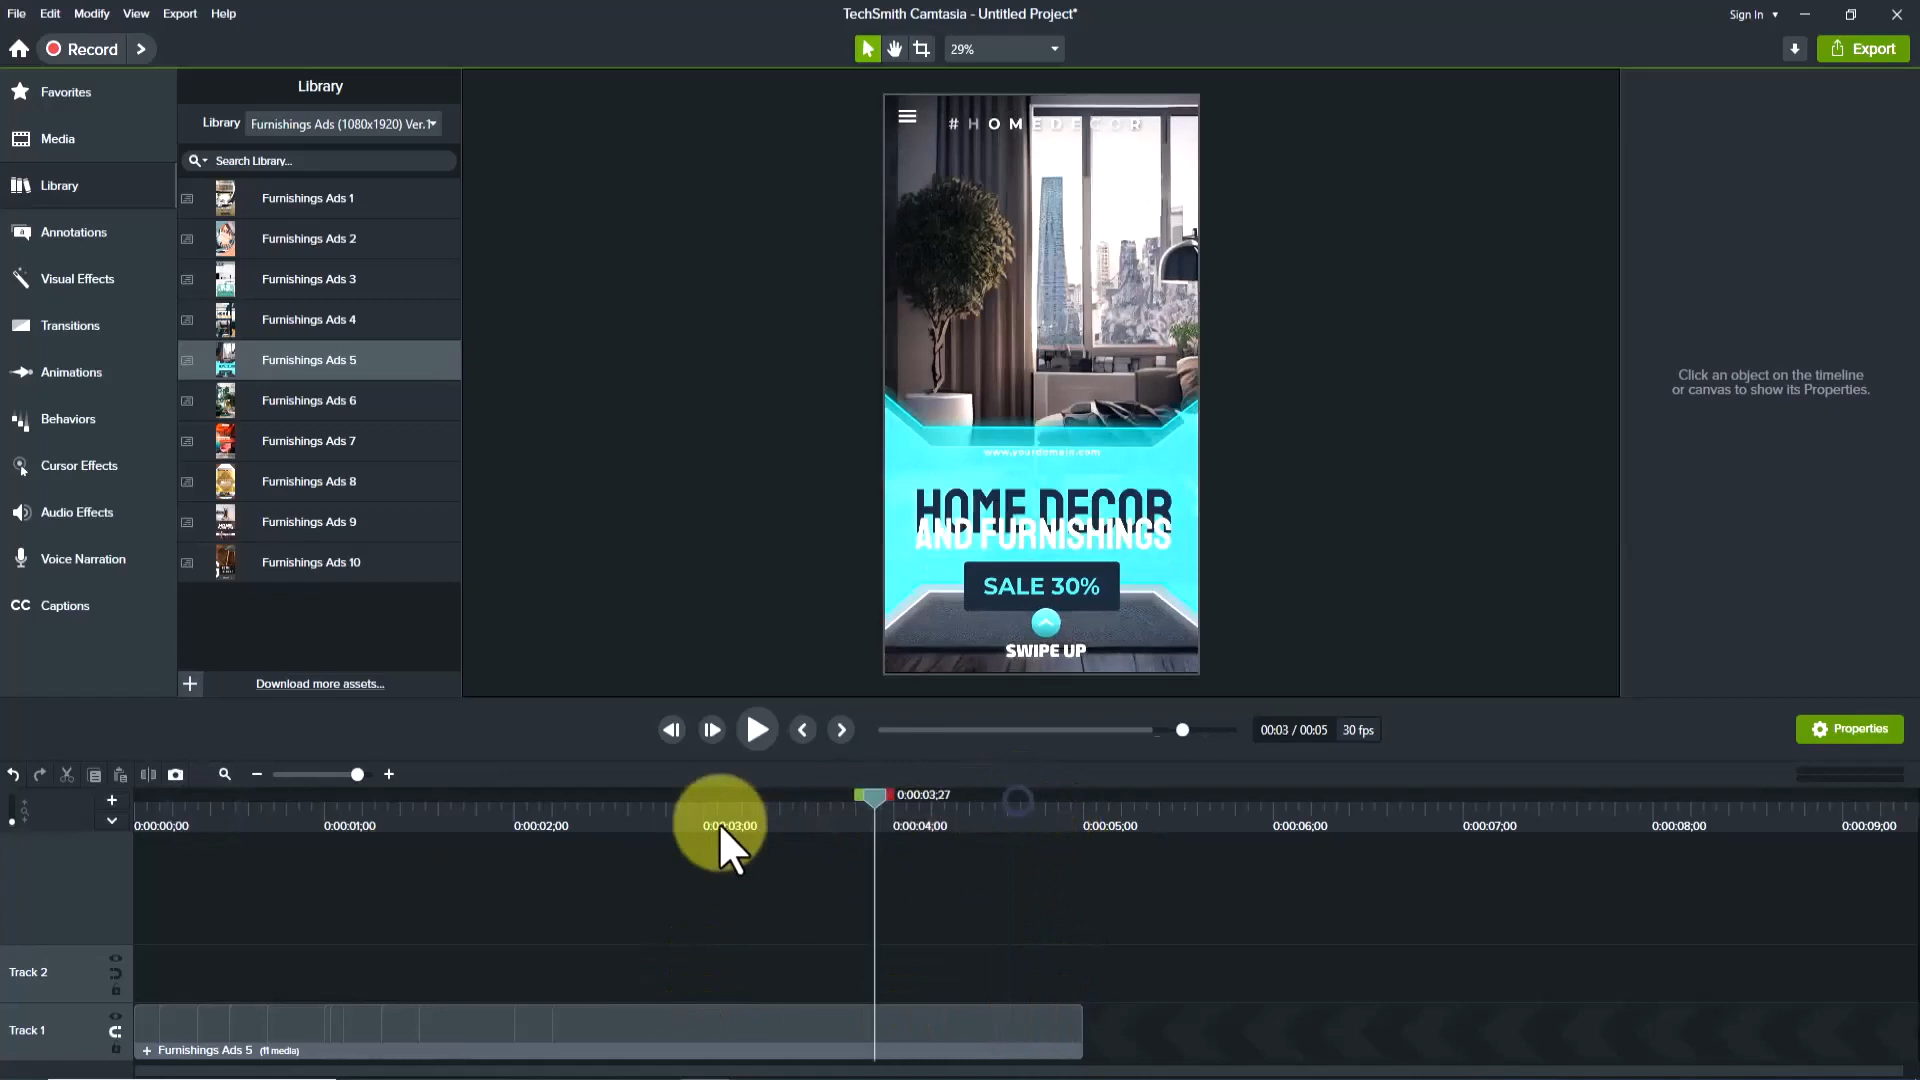 File Edit Modify View Export Help
TechSmith Camtasia - Untitled Project*
Sign In
Record
29%
Export
Favorites
Media
Library
Annotations
Visual Effects
Transitions
Animations
Behaviors
Cursor Effects
Audio Effects
Voice Narration
CC Captions
Library
Library Furnishings Ads (1080x1920) Ver.1
Search Library...
Furnishings Ads 1
Furnishings Ads 2
Furnishings Ads 3
Furnishings Ads 4
Furnishings Ads 5
Furnishings Ads 6
Furnishings Ads 7
Furnishings Ads 8
Furnishings Ads 9
Furnishings Ads 10
Download more assets...
#HOMEDECOR
www.yourdomain.com
HOME DECOR
AND FURNISHINGS
SALE 30%
SWIPE UP
Click an object on the timeline
or canvas to show its Properties.
00:03 / 00:05 30 fps
Properties
0:00:03;27
0:00:00;00 0:00:01;00 0:00:02;00 0:00:03;00 0:00:04;00 0:00:05;00 0:00:06;00 0:00:07;00 0:00:08;00 0:00:09;00
Track 2
Track 1
+ Furnishings Ads 5 (11 media)